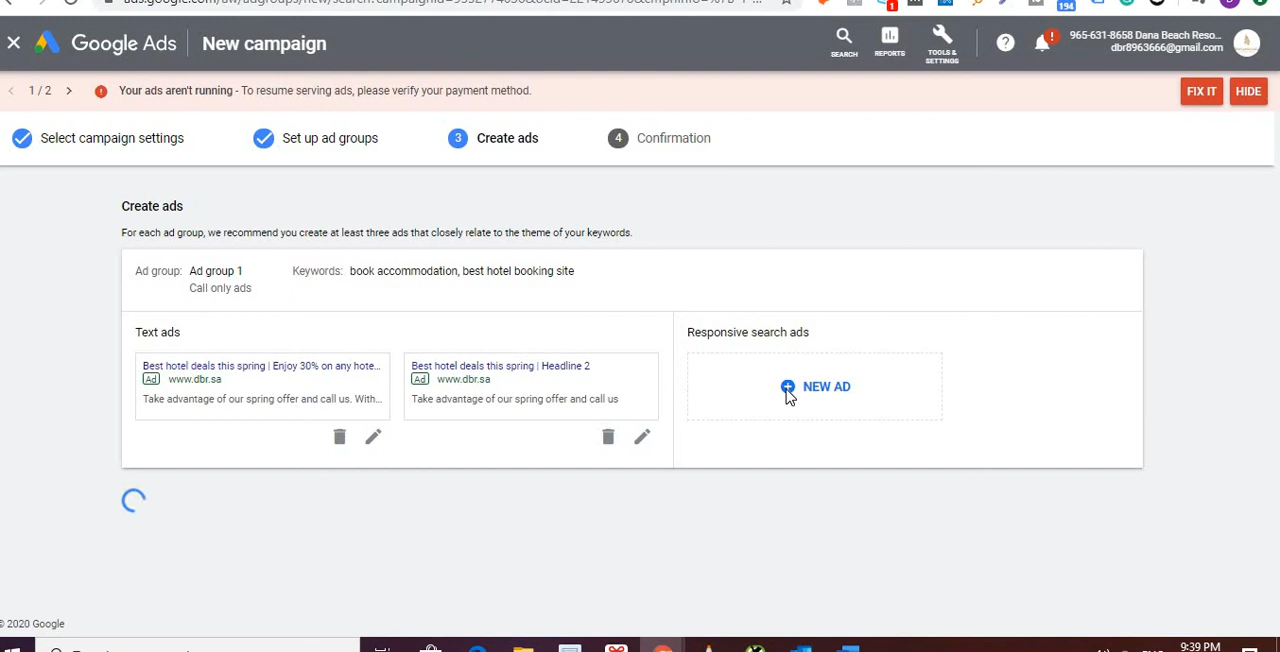 Google Ads New campaign
SEARCH
REPORTS
TOOLS & SETTINGS
1
194
965-631-8658 Dana Beach Reso...
dbr8963666@gmail.com
1 / 2
Your ads aren't running - To resume serving ads, please verify your payment method.
FIX IT
HIDE
Select campaign settings
Set up ad groups
3 Create ads
4 Confirmation
Create ads
For each ad group, we recommend you create at least three ads that closely relate to the theme of your keywords.
Ad group: Ad group 1
Call only ads
Keywords: book accommodation, best hotel booking site
Text ads
Best hotel deals this spring | Enjoy 30% on any hote...
Ad www.dbr.sa
Take advantage of our spring offer and call us. With...
Best hotel deals this spring | Headline 2
Ad www.dbr.sa
Take advantage of our spring offer and call us
Responsive search ads
NEW AD
© 2020 Google
9:39 PM